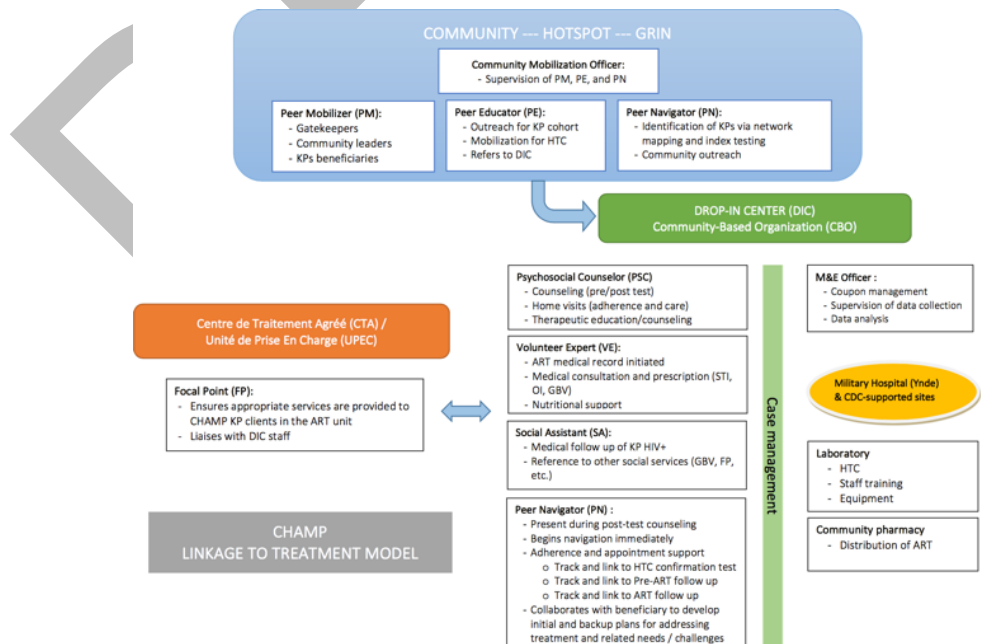 COMMUNITY --- HOTSPOT --- GRIN
Community Mobilization Officer:
- Supervision of PM, PE, and PN
Peer Mobilizer (PM):
- Gatekeepers
- Community leaders
- KPs beneficiaries
Peer Educator (PE):
- Outreach for KP cohort
- Mobilization for HTC
- Refers to DIC
Peer Navigator (PN):
- Identification of KPs via network
mapping and index testing
- Community outreach
DROP-IN CENTER (DIC)
Community-Based Organization (CBO)
Centre de Traitement Agréé (CTA) /
Unité de Prise En Charge (UPEC)
Focal Point (FP):
- Ensures appropriate services are provided to
CHAMP KP clients in the ART unit
- Liaises with DIC staff
CHAMP
LINKAGE TO TREATMENT MODEL
Psychosocial Counselor (PSC)
- Counseling (pre/post test)
- Home visits (adherence and care)
- Therapeutic education/counseling
Volunteer Expert (VE):
- ART medical record initiated
- Medical consultation and prescription (STI,
OI, GBV)
- Nutritional support
Social Assistant (SA):
- Medical follow up of KP HIV+
- Reference to other social services (GBV, FP,
etc.)
Peer Navigator (PN) :
- Present during post-test counseling
- Begins navigation immediately
- Adherence and appointment support
o Track and link to HTC confirmation test
o Track and link to Pre-ART follow up
o Track and link to ART follow up
- Collaborates with beneficiary to develop
initial and backup plans for addressing
treatment and related needs / challenges
Case management
M&E Officer :
- Coupon management
- Supervision of data collection
- Data analysis
Military Hospital (Ynde)
& CDC-supported sites
Laboratory
- HTC
- Staff training
- Equipment
Community pharmacy
- Distribution of ART